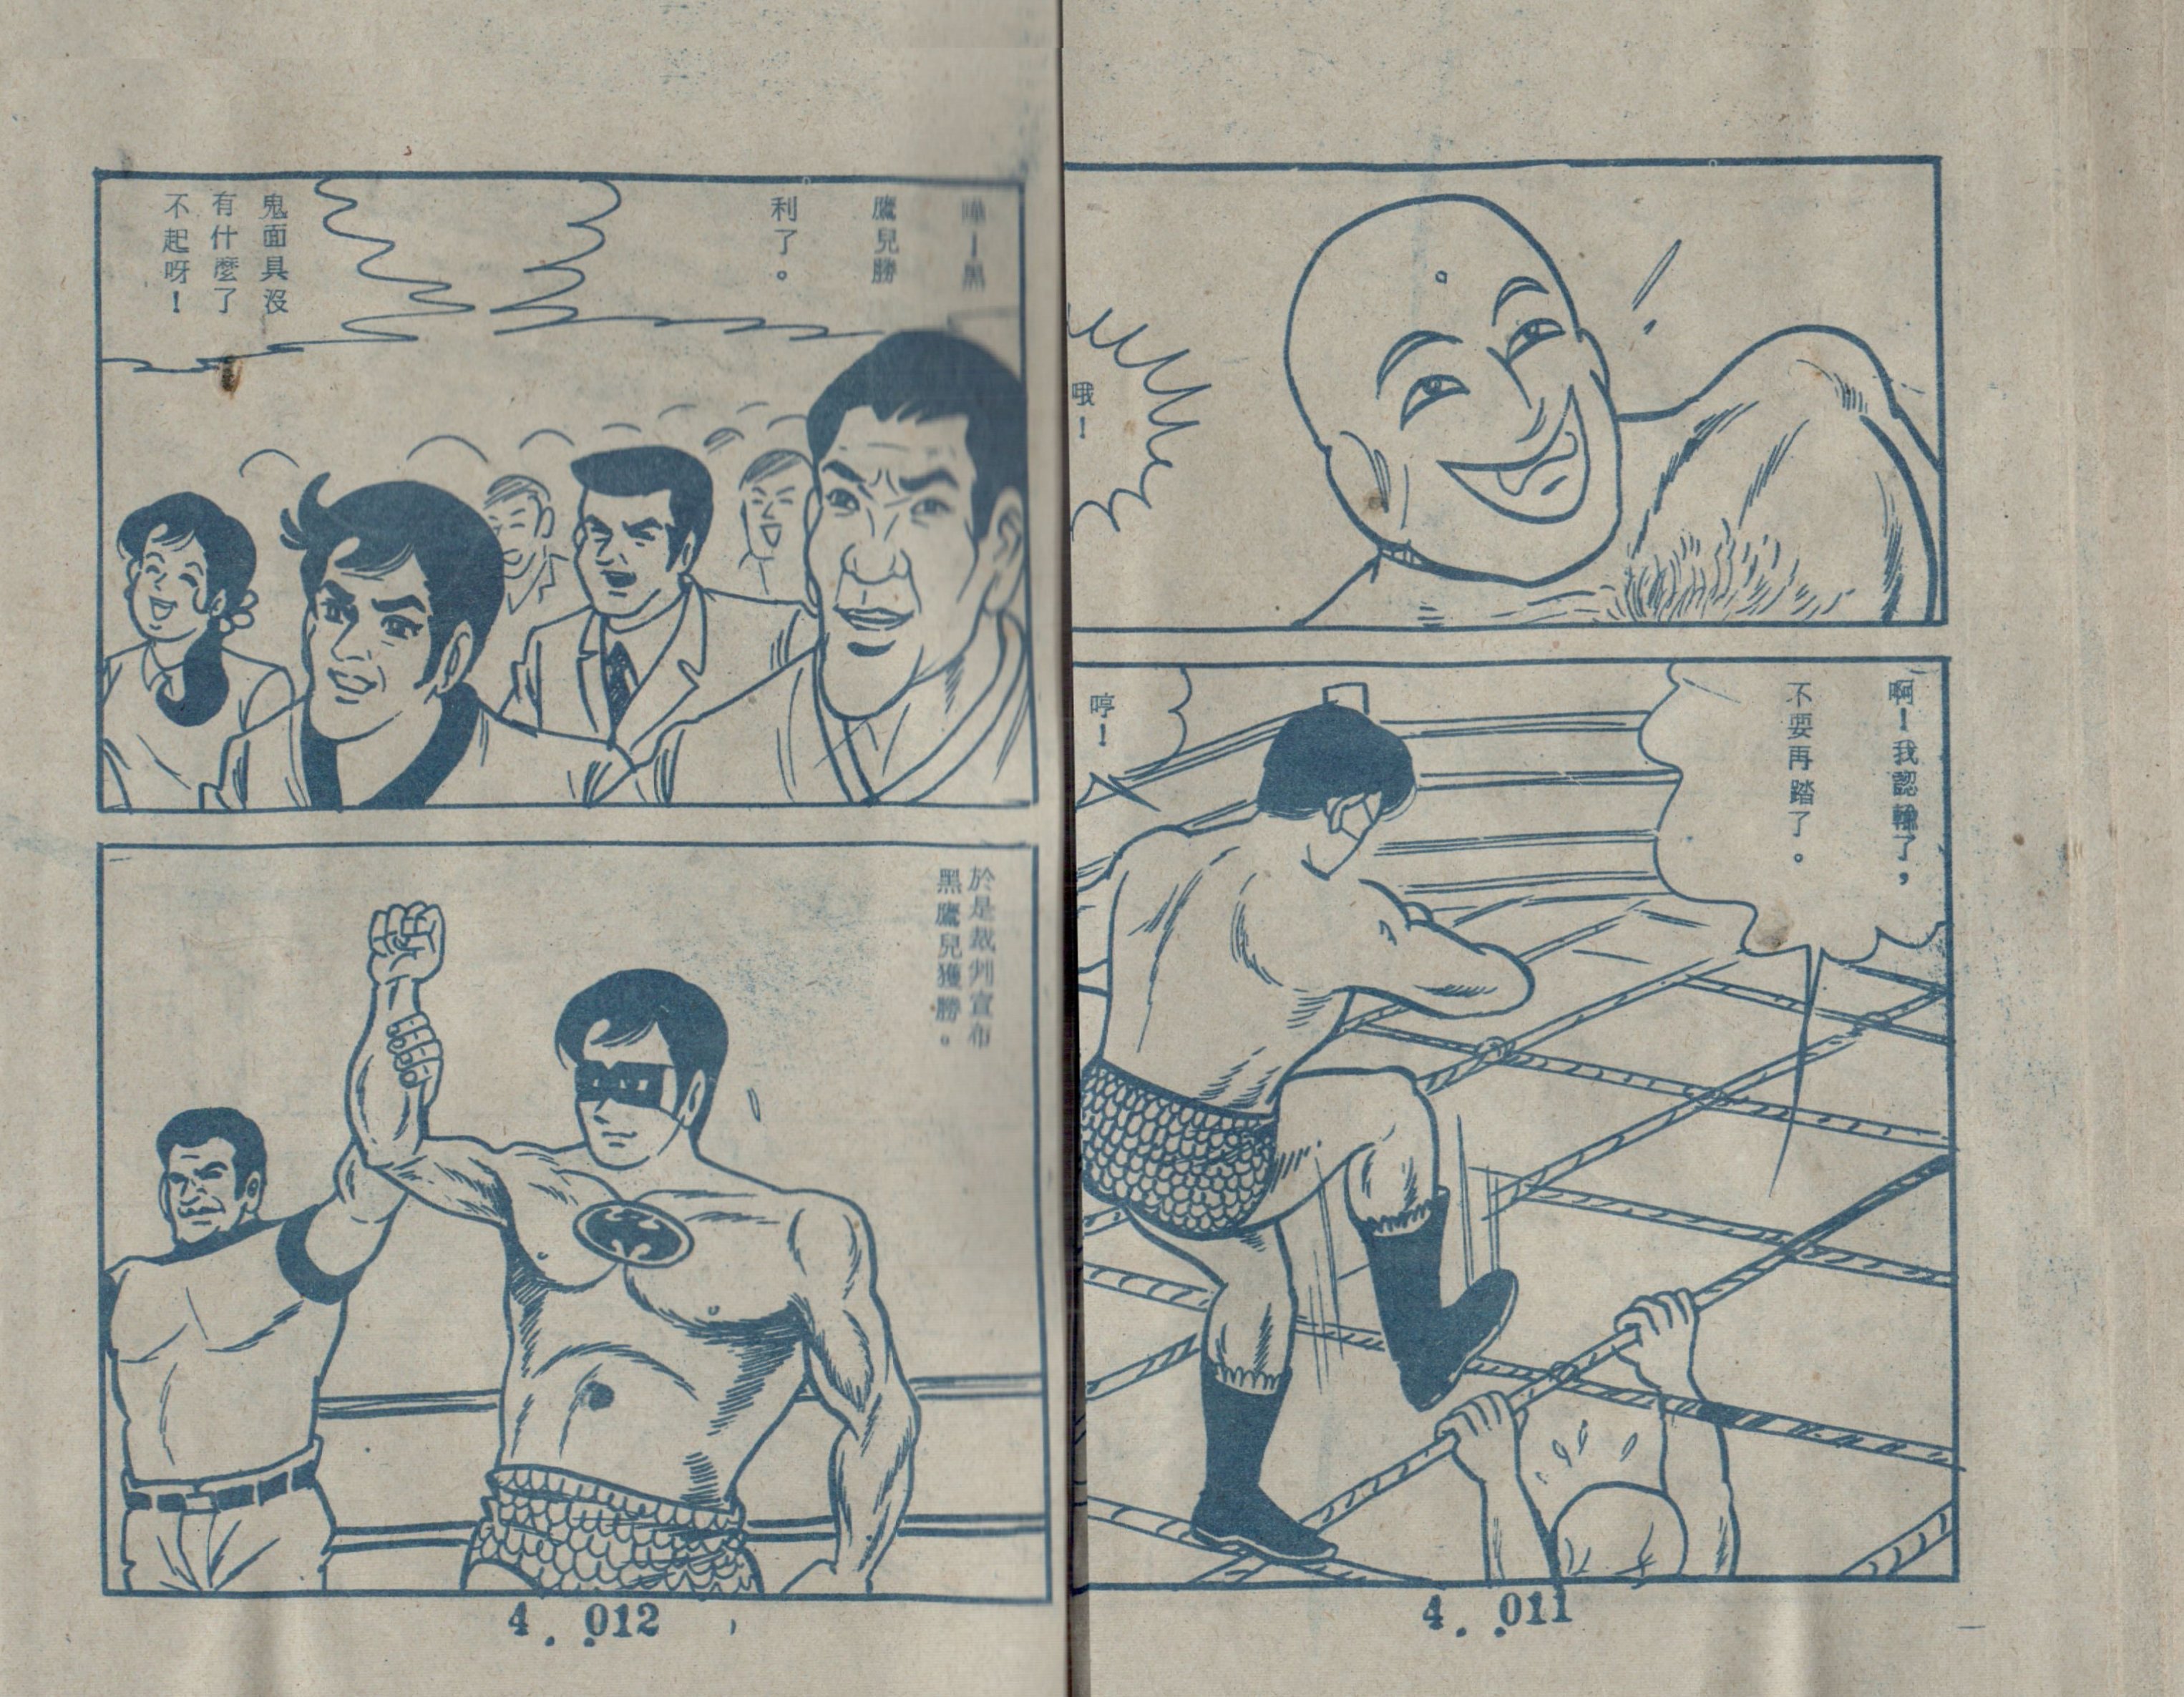 哦！
啊！我認輸了，
不要再踏了。
哼！
4..011
嘩！黑
鷹兒勝
利了。
鬼面具沒
有什麼了
不起呀！
於是裁判宣布
黑鷹兒獲勝。
4..012